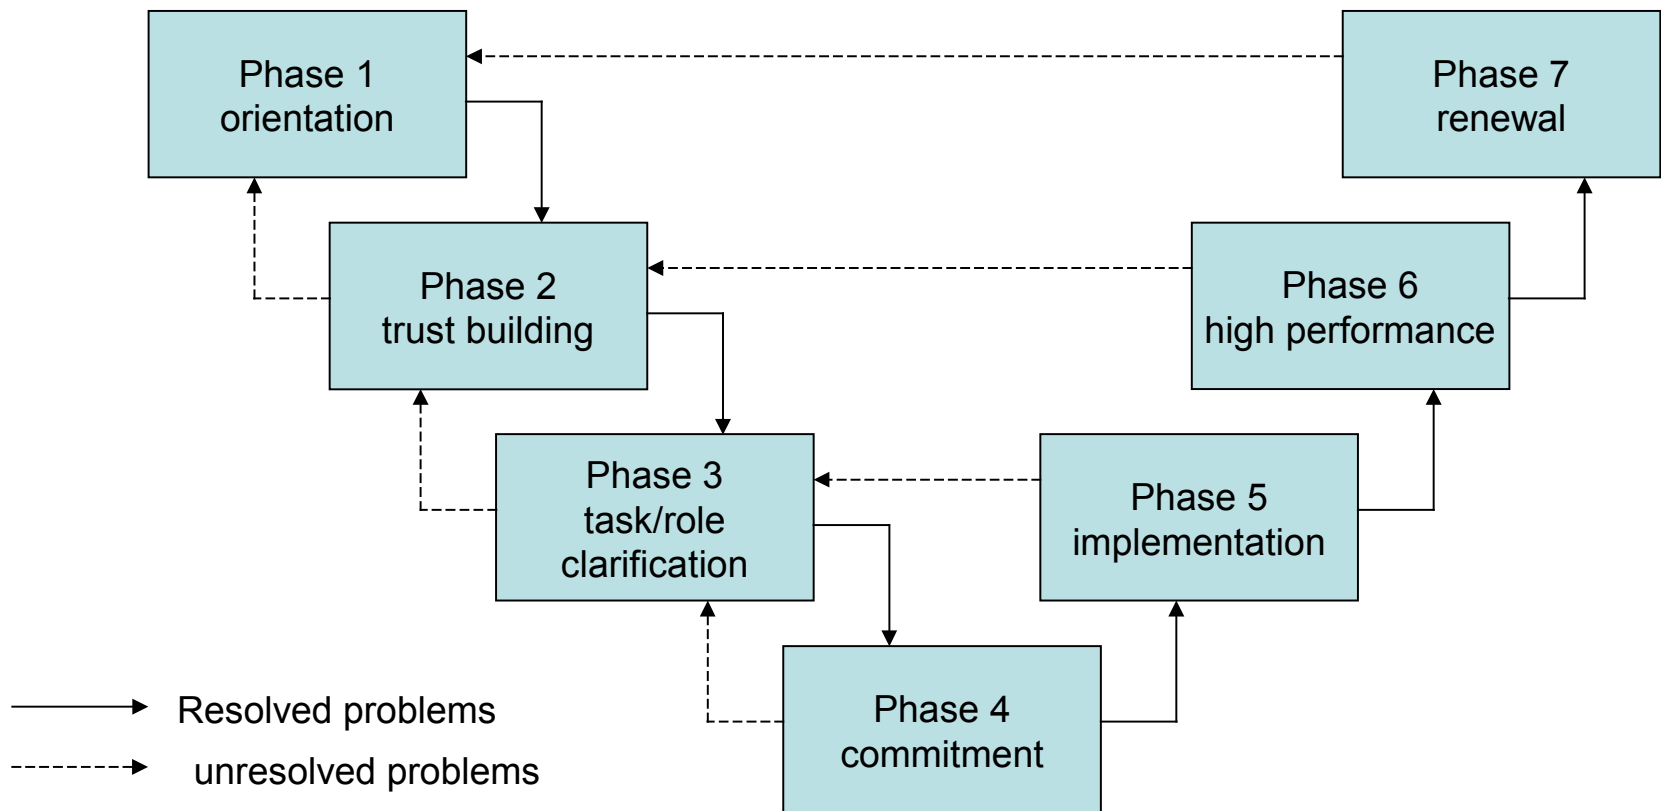 Phase 1
orientation
Phase 7
renewal
Phase 2
trust building
Phase 6
high performance
Phase 3
task/role
clarification
Phase 5
implementation
Phase 4
commitment
Resolved problems
unresolved problems